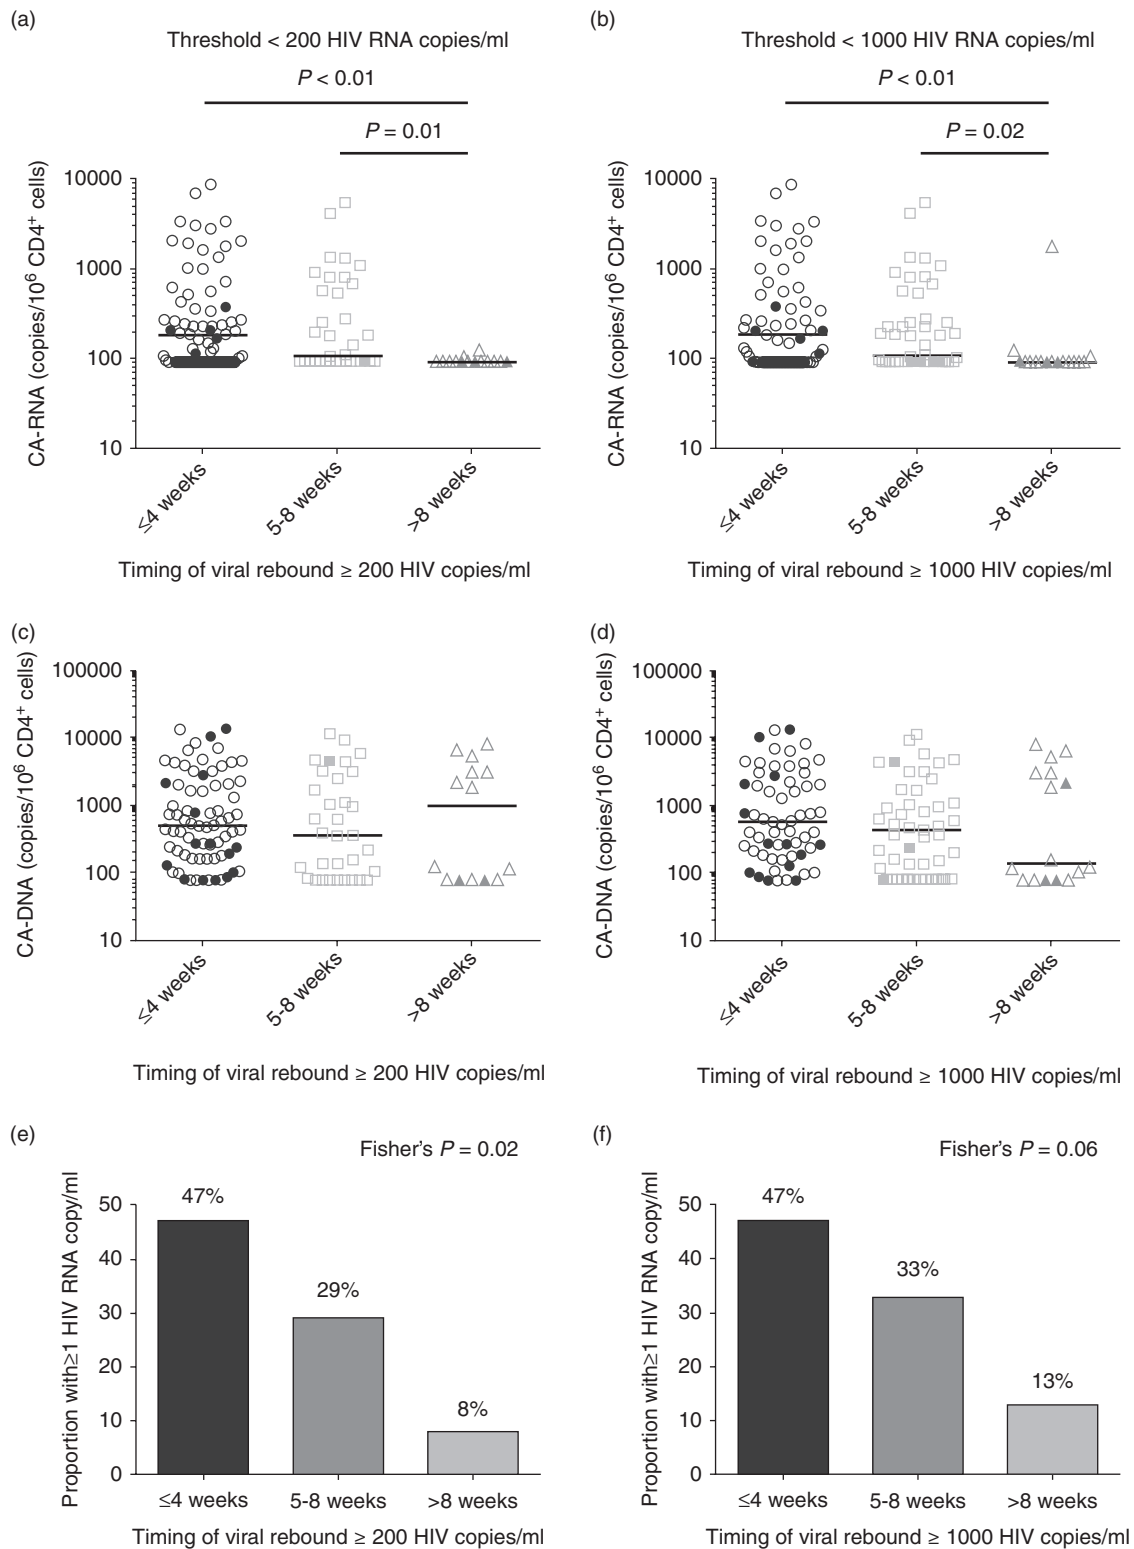 (a)
Threshold < 200 HIV RNA copies/ml
P < 0.01
P = 0.01
CA-RNA (copies/10⁶ CD4⁺ cells)
10000
1000
100
10
≤4 weeks
5-8 weeks
>8 weeks
Timing of viral rebound ≥ 200 HIV copies/ml
(b)
Threshold < 1000 HIV RNA copies/ml
P < 0.01
P = 0.02
CA-RNA (copies/10⁶ CD4⁺ cells)
10000
1000
100
10
≤4 weeks
5-8 weeks
>8 weeks
Timing of viral rebound ≥ 1000 HIV copies/ml
(c)
CA-DNA (copies/10⁶ CD4⁺ cells)
100000
10000
1000
100
10
≤4 weeks
5-8 weeks
>8 weeks
Timing of viral rebound ≥ 200 HIV copies/ml
(d)
CA-DNA (copies/10⁶ CD4⁺ cells)
100000
10000
1000
100
10
≤4 weeks
5-8 weeks
>8 weeks
Timing of viral rebound ≥ 1000 HIV copies/ml
(e)
Fisher's P = 0.02
Proportion with≥1 HIV RNA copy/ml
50
40
30
20
10
0
47%
29%
8%
≤4 weeks
5-8 weeks
>8 weeks
Timing of viral rebound ≥ 200 HIV copies/ml
(f)
Fisher's P = 0.06
Proportion with≥1 HIV RNA copy/ml
50
40
30
20
10
0
47%
33%
13%
≤4 weeks
5-8 weeks
>8 weeks
Timing of viral rebound ≥ 1000 HIV copies/ml